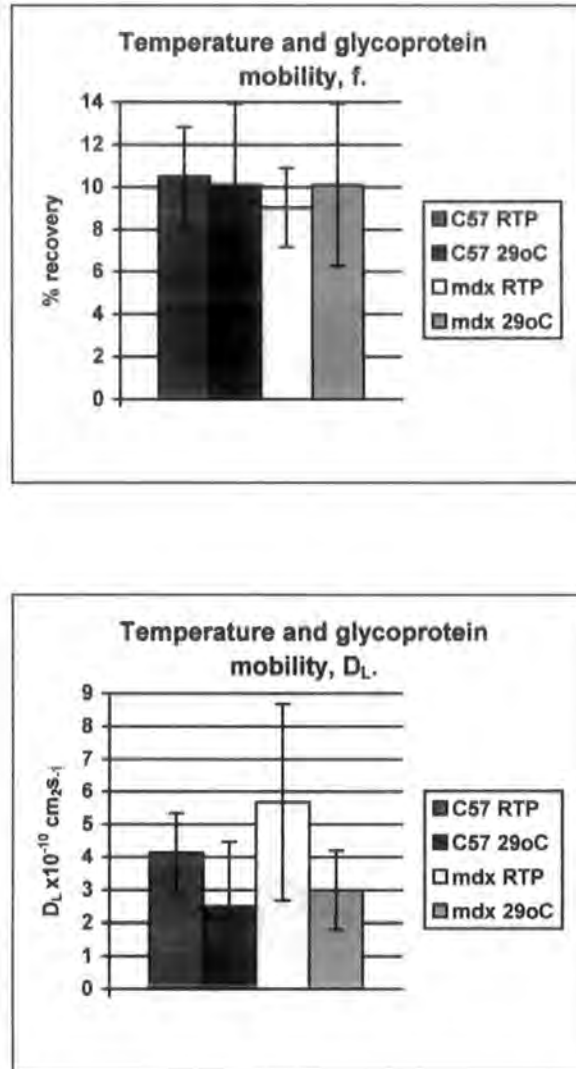 Temperature and glycoprotein
mobility, f.
14
12
10
8
6
4
2
0
% recovery
C57 RTP
C57 29oC
mdx RTP
mdx 29oC
Temperature and glycoprotein
mobility, DL.
9
8
7
6
5
4
3
2
1
0
DL x10-10 cm2s-1
C57 RTP
C57 29oC
mdx RTP
mdx 29oC